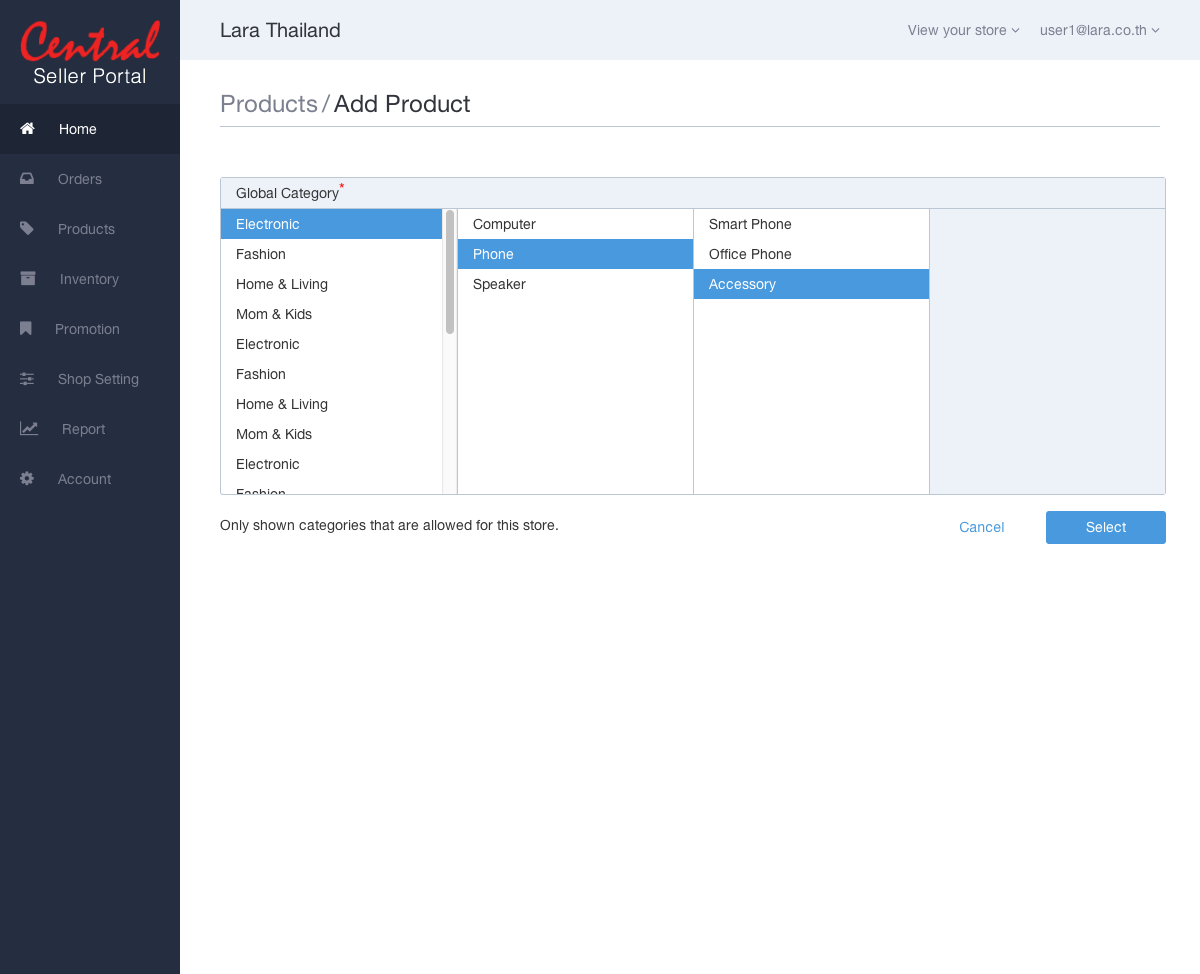 Central
Seller Portal
Home
Orders
Products
Inventory
Promotion
Shop Setting
Report
Account
Lara Thailand
View your store
user1@lara.co.th
Products / Add Product
Global Category*
Electronic
Fashion
Home & Living
Mom & Kids
Electronic
Fashion
Home & Living
Mom & Kids
Electronic
Fashion
Computer
Phone
Speaker
Smart Phone
Office Phone
Accessory
Only shown categories that are allowed for this store.
Cancel
Select